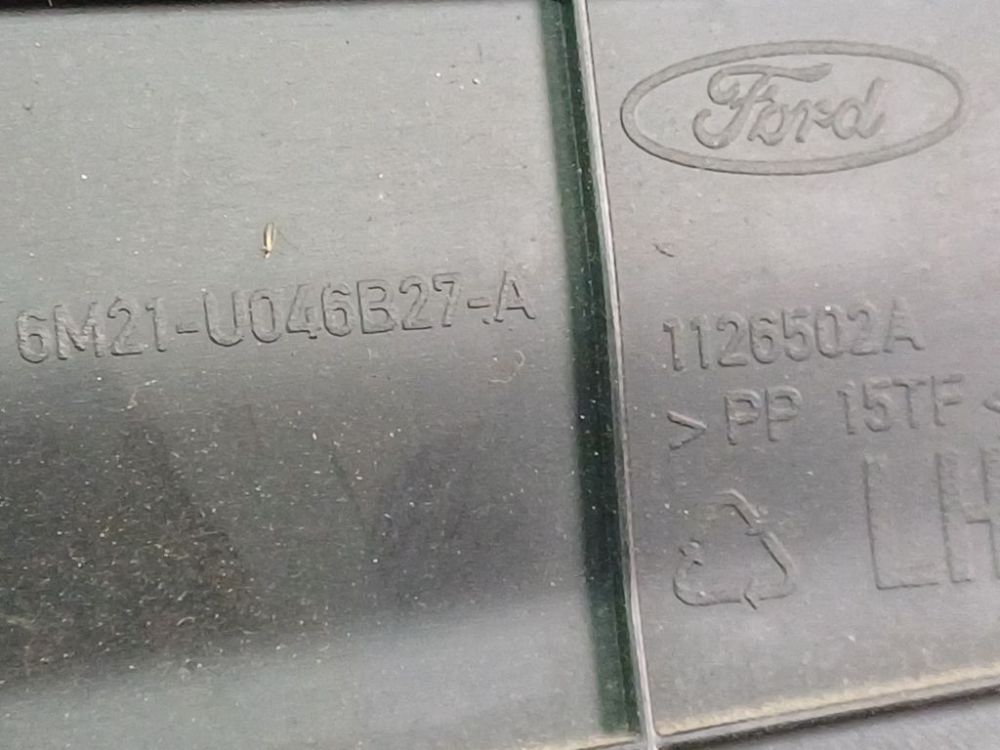 Ford
6M21-U046B27-A
1126502A
>PP 15TF<
LH